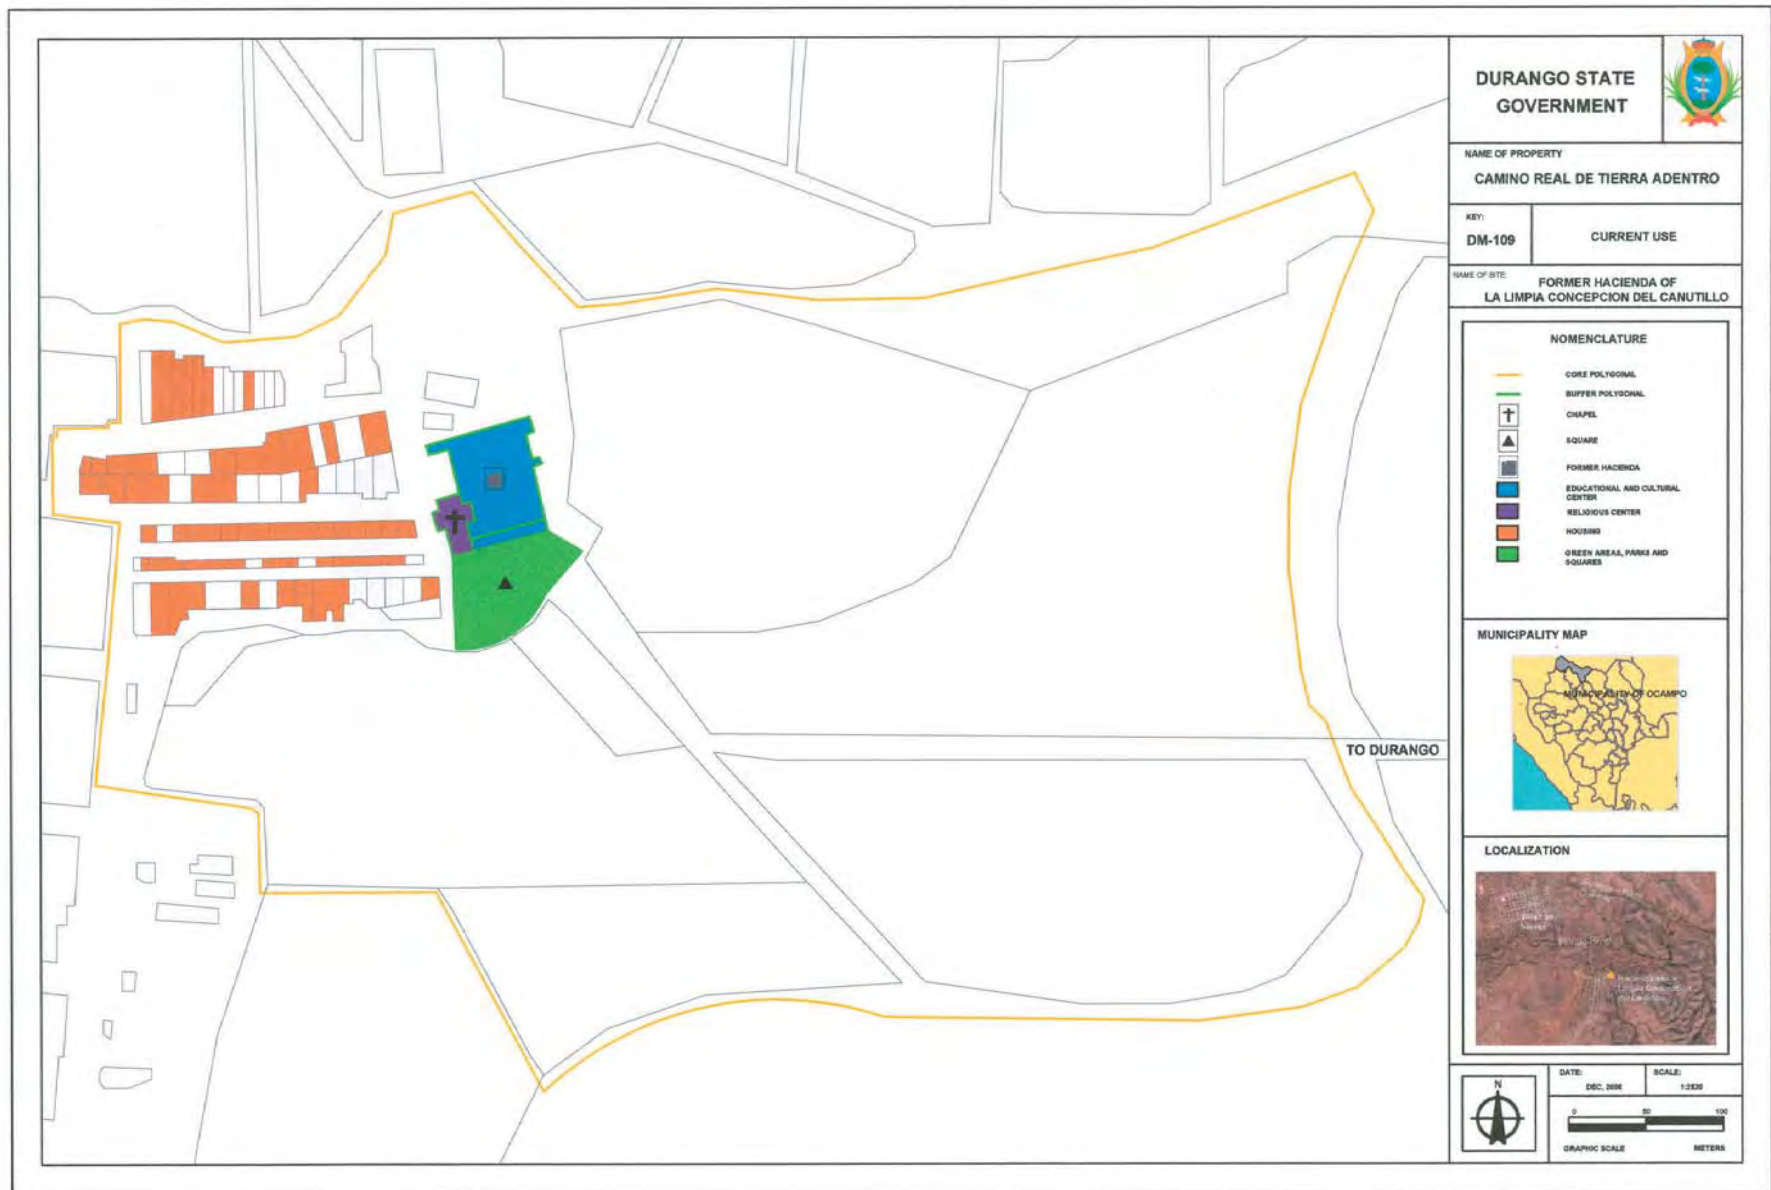 DURANGO STATE
GOVERNMENT
NAME OF PROPERTY
CAMINO REAL DE TIERRA ADENTRO
KEY:
DM-109
CURRENT USE
NAME OF SITE:
FORMER HACIENDA OF
LA LIMPIA CONCEPCION DEL CANUTILLO
NOMENCLATURE
CORE POLYGONAL
BUFFER POLYGONAL
CHAPEL
SQUARE
FORMER HACIENDA
EDUCATIONAL AND CULTURAL
CENTER
RELIGIOUS CENTER
HOUSING
GREEN AREAS, PARKS AND
SQUARES
MUNICIPALITY MAP
MUNICIPALITY OF OCAMPO
TO DURANGO
LOCALIZATION
N
DATE:
DEC,
SCALE:
0 50 100
GRAPHIC SCALE METERS